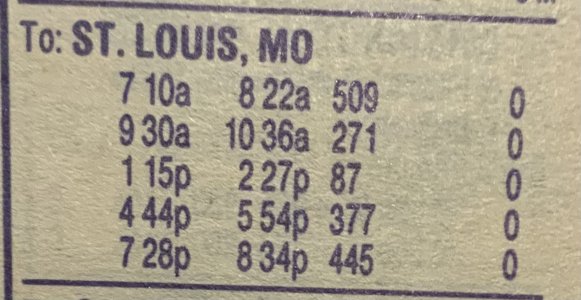 To: ST. LOUIS, MO
7 10a 8 22a 509 0
9 30a 10 36a 271 0
1 15p 2 27p 87 0
4 44p 5 54p 377 0
7 28p 8 34p 445 0